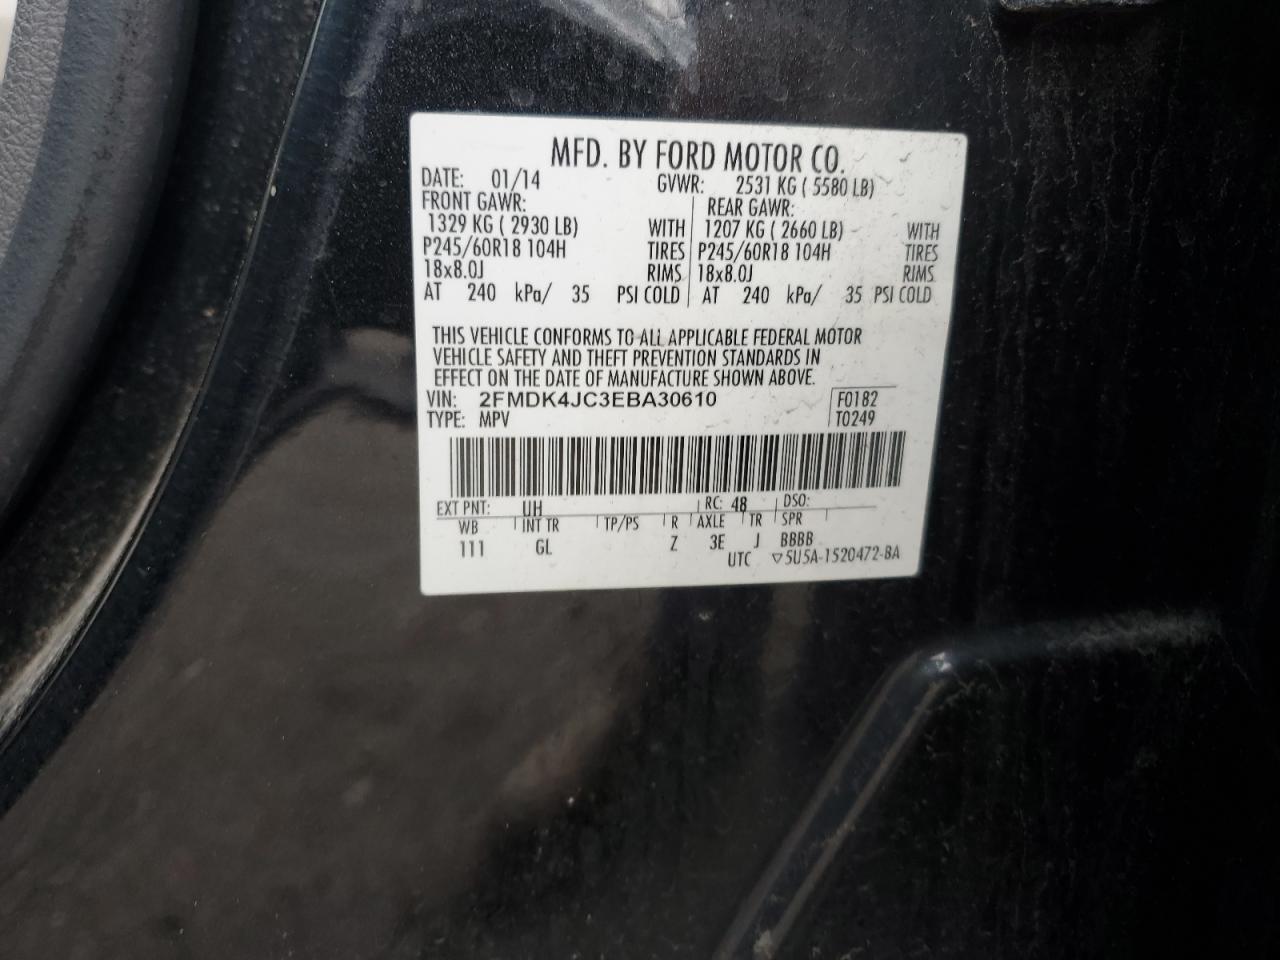 MFD. BY FORD MOTOR CO.
DATE: 01/14 GVWR: 2531 KG ( 5580 LB)
FRONT GAWR: REAR GAWR:
1329 KG ( 2930 LB) WITH 1207 KG ( 2660 LB) WITH
P245/60R18 104H TIRES P245/60R18 104H TIRES
18x8.0J RIMS 18x8.0J RIMS
AT 240 kPa/ 35 PSI COLD AT 240 kPa/ 35 PSI COLD
THIS VEHICLE CONFORMS TO ALL APPLICABLE FEDERAL MOTOR
VEHICLE SAFETY AND THEFT PREVENTION STANDARDS IN
EFFECT ON THE DATE OF MANUFACTURE SHOWN ABOVE.
VIN: 2FMDK4JC3EBA30610 F0182
TYPE: MPV T0249
EXT PNT: UH RC: 48 DSO:
WB INT TR TP/PS R AXLE TR SPR
111 GL Z 3E J BBBB
UTC ▽5U5A-1520472-BA